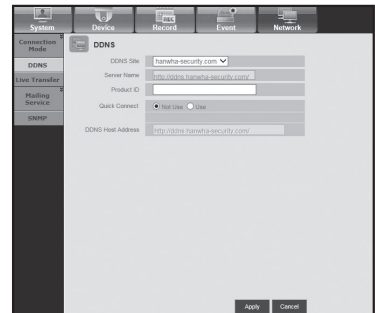 System Device Record Event Network
Connection Mode
DDNS
Live Transfer
Mailing Service
SNMP
DDNS
DDNS Site hanwha-security.com
Server Name http://ddns.hanwha-security.com/
Product ID
Quick Connect Not Use Use
DDNS Host Address http://ddns.hanwha-security.com/
Apply Cancel